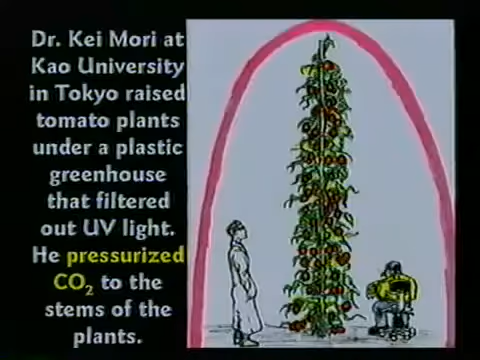 Dr. Kei Mori at
Kao University
in Tokyo raised
tomato plants
under a plastic
greenhouse
that filtered
out UV light.
He pressurized
CO₂ to the
stems of the
plants.